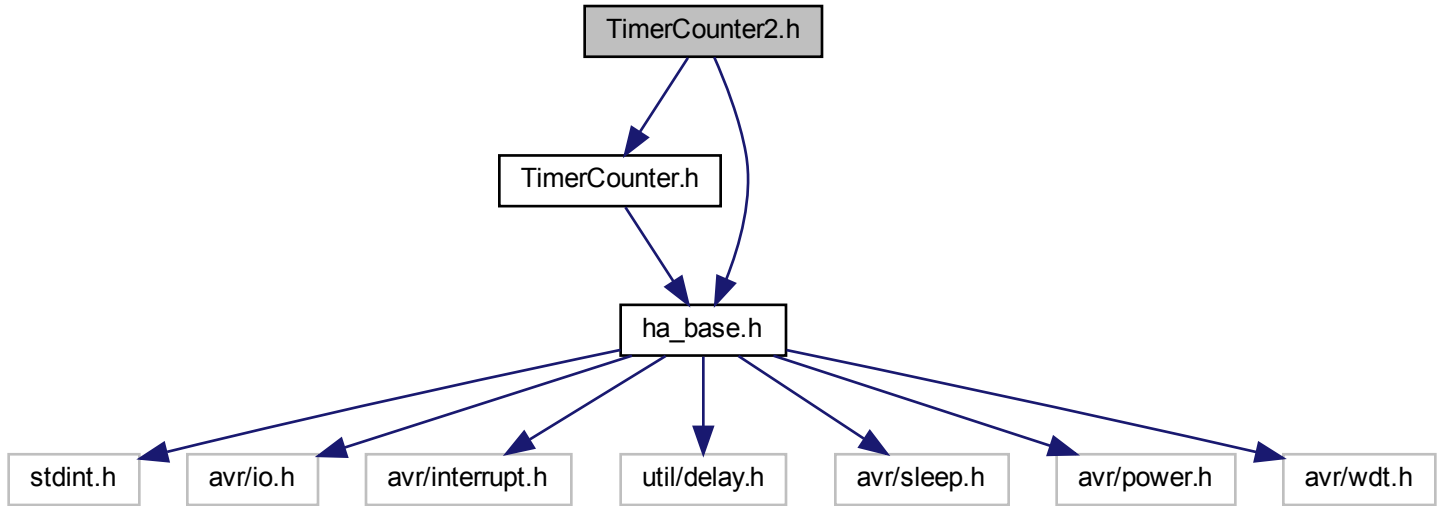 TimerCounter2.h
TimerCounter.h
ha_base.h
stdint.h
avr/io.h
avr/interrupt.h
util/delay.h
avr/sleep.h
avr/power.h
avr/wdt.h